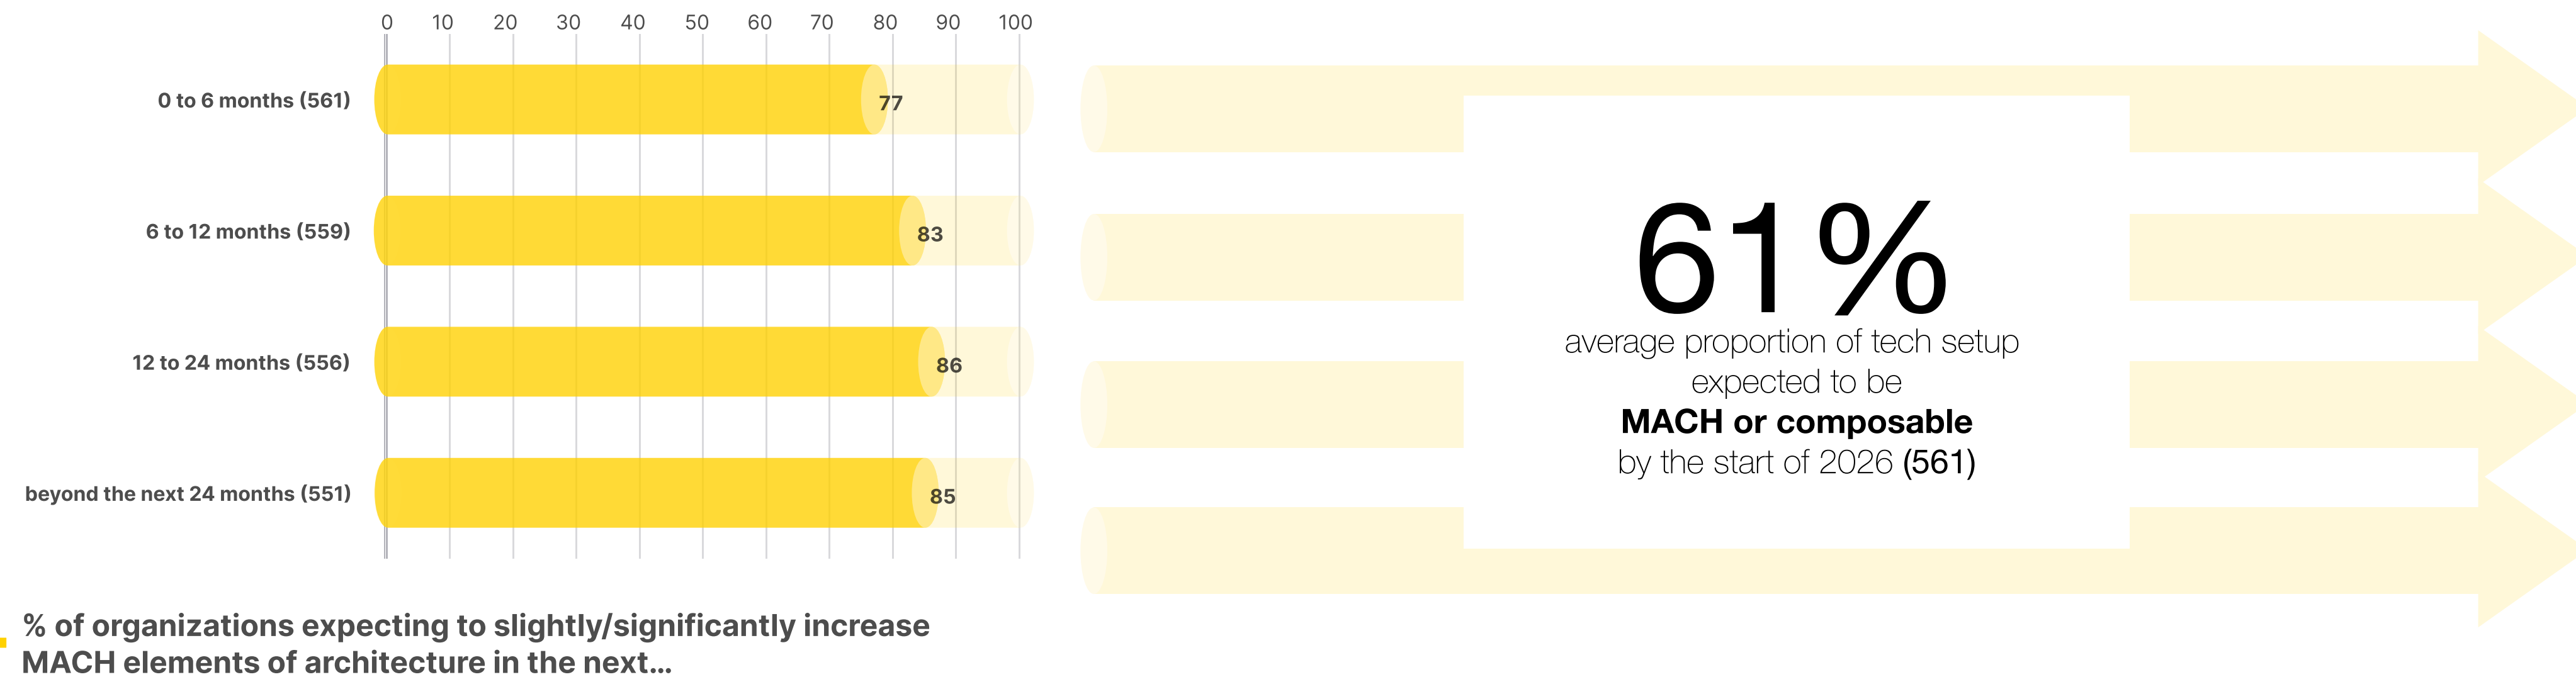 0 10 20 30 40 50 60 70 80 90 100
0 to 6 months (561)
77
6 to 12 months (559)
83
12 to 24 months (556)
86
beyond the next 24 months (551)
85
% of organizations expecting to slightly/significantly increase
MACH elements of architecture in the next...
61%
average proportion of tech setup
expected to be
MACH or composable
by the start of 2026 (561)